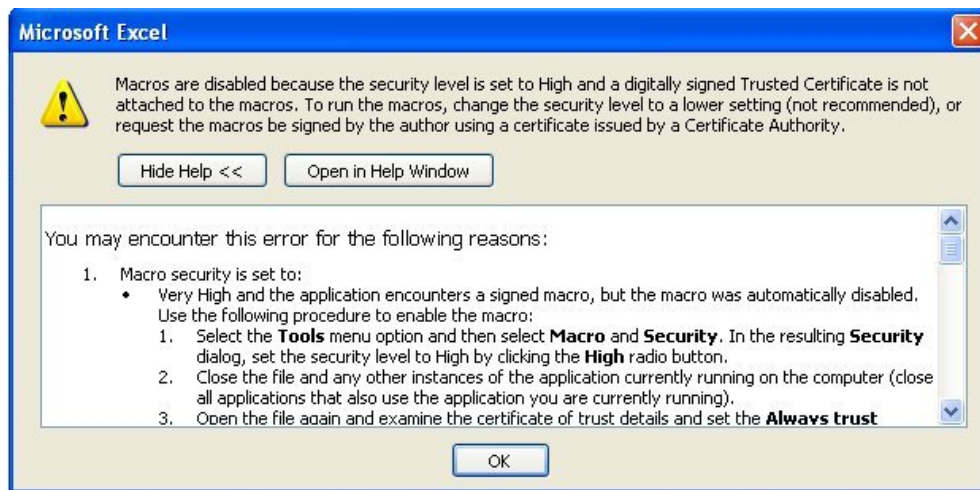 Microsoft Excel
Macros are disabled because the security level is set to High and a digitally signed Trusted Certificate is not
attached to the macros. To run the macros, change the security level to a lower setting (not recommended), or
request the macros be signed by the author using a certificate issued by a Certificate Authority.
Hide Help << Open in Help Window
You may encounter this error for the following reasons:
1. Macro security is set to:
• Very High and the application encounters a signed macro, but the macro was automatically disabled.
Use the following procedure to enable the macro:
1. Select the Tools menu option and then select Macro and Security. In the resulting Security
dialog, set the security level to High by clicking the High radio button.
2. Close the file and any other instances of the application currently running on the computer (close
all applications that also use the application you are currently running).
3. Open the file again and examine the certificate of trust details and set the Always trust
OK